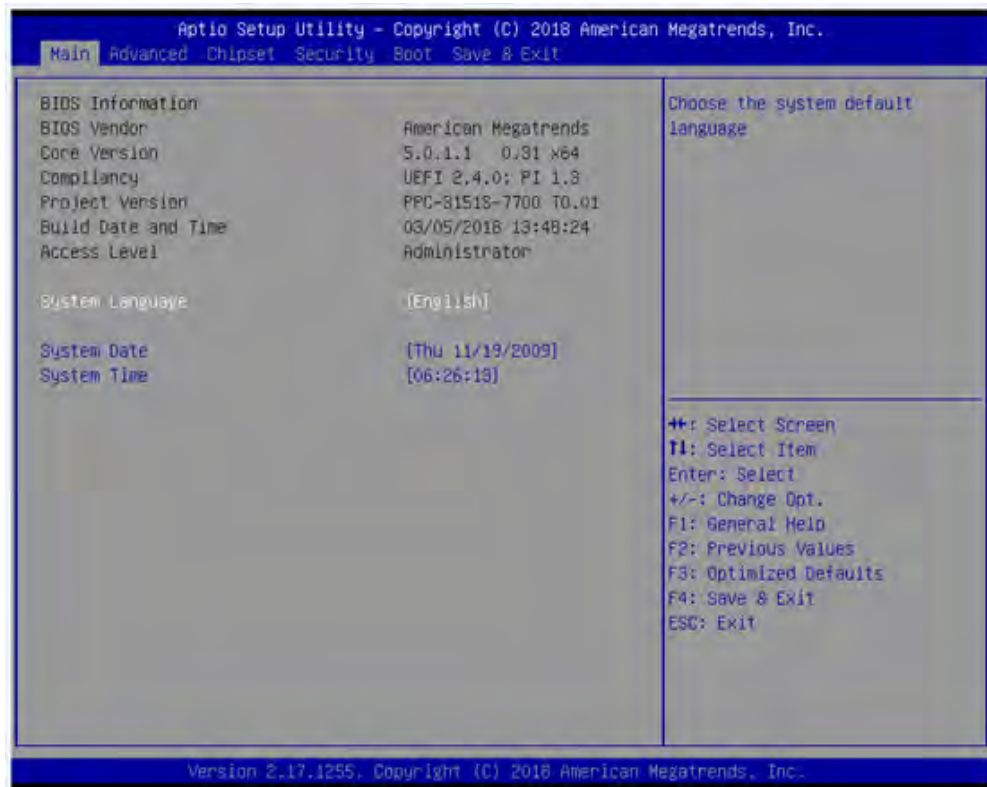 Aptio Setup Utility – Copyright (C) 2018 American Megatrends, Inc.
Main Advanced Chipset Security Boot Save & Exit
BIOS Information
BIOS Vendor American Megatrends
Core Version 5.0.1.1 0.31 x64
Compliancy UEFI 2.4.0; PI 1.3
Project Version PPC-3151S-7700 T0.01
Build Date and Time 03/05/2018 13:48:24
Access Level Administrator
System Language [English]
System Date [Thu 11/19/2009]
System Time [06:26:13]
Choose the system default
language
→←: Select Screen
↑↓: Select Item
Enter: Select
+/-: Change Opt.
F1: General Help
F2: Previous Values
F3: Optimized Defaults
F4: Save & Exit
ESC: Exit
Version 2.17.1255. Copyright (C) 2018 American Megatrends, Inc.